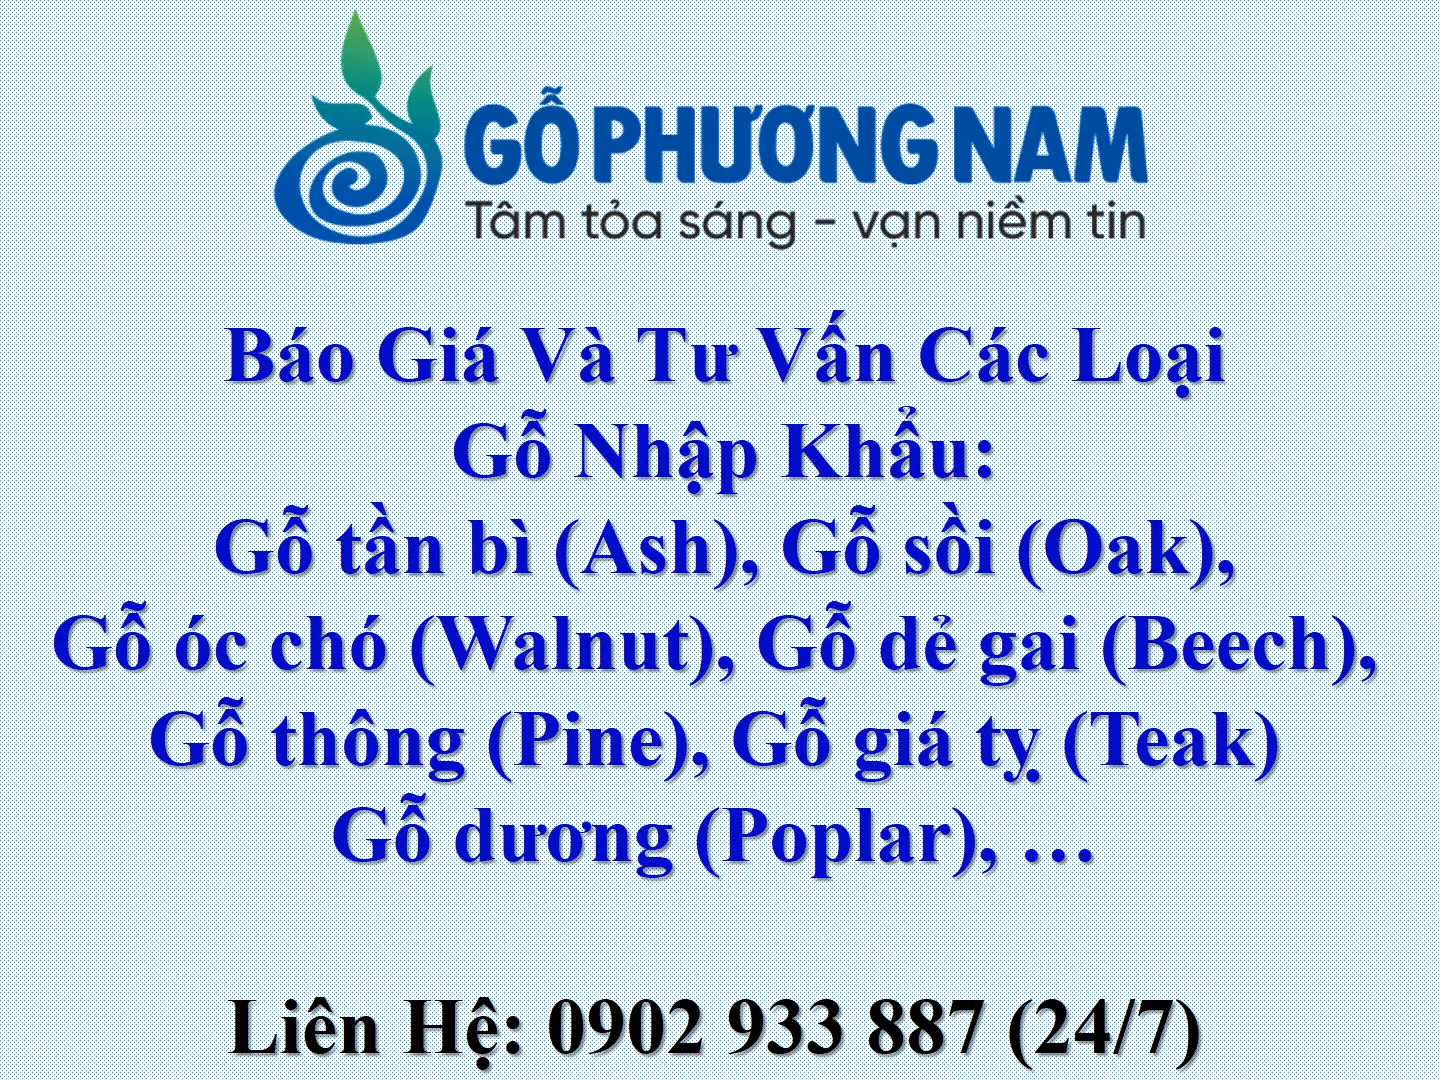 GỖ PHƯƠNG NAM
Tâm tỏa sáng - vạn niềm tin
Báo Giá Và Tư Vấn Các Loại
Gỗ Nhập Khẩu:
Gỗ tần bì (Ash), Gỗ sồi (Oak),
Gỗ óc chó (Walnut), Gỗ dẻ gai (Beech),
Gỗ thông (Pine), Gỗ giá tỵ (Teak)
Gỗ dương (Poplar), …
Liên Hệ: 0902 933 887 (24/7)